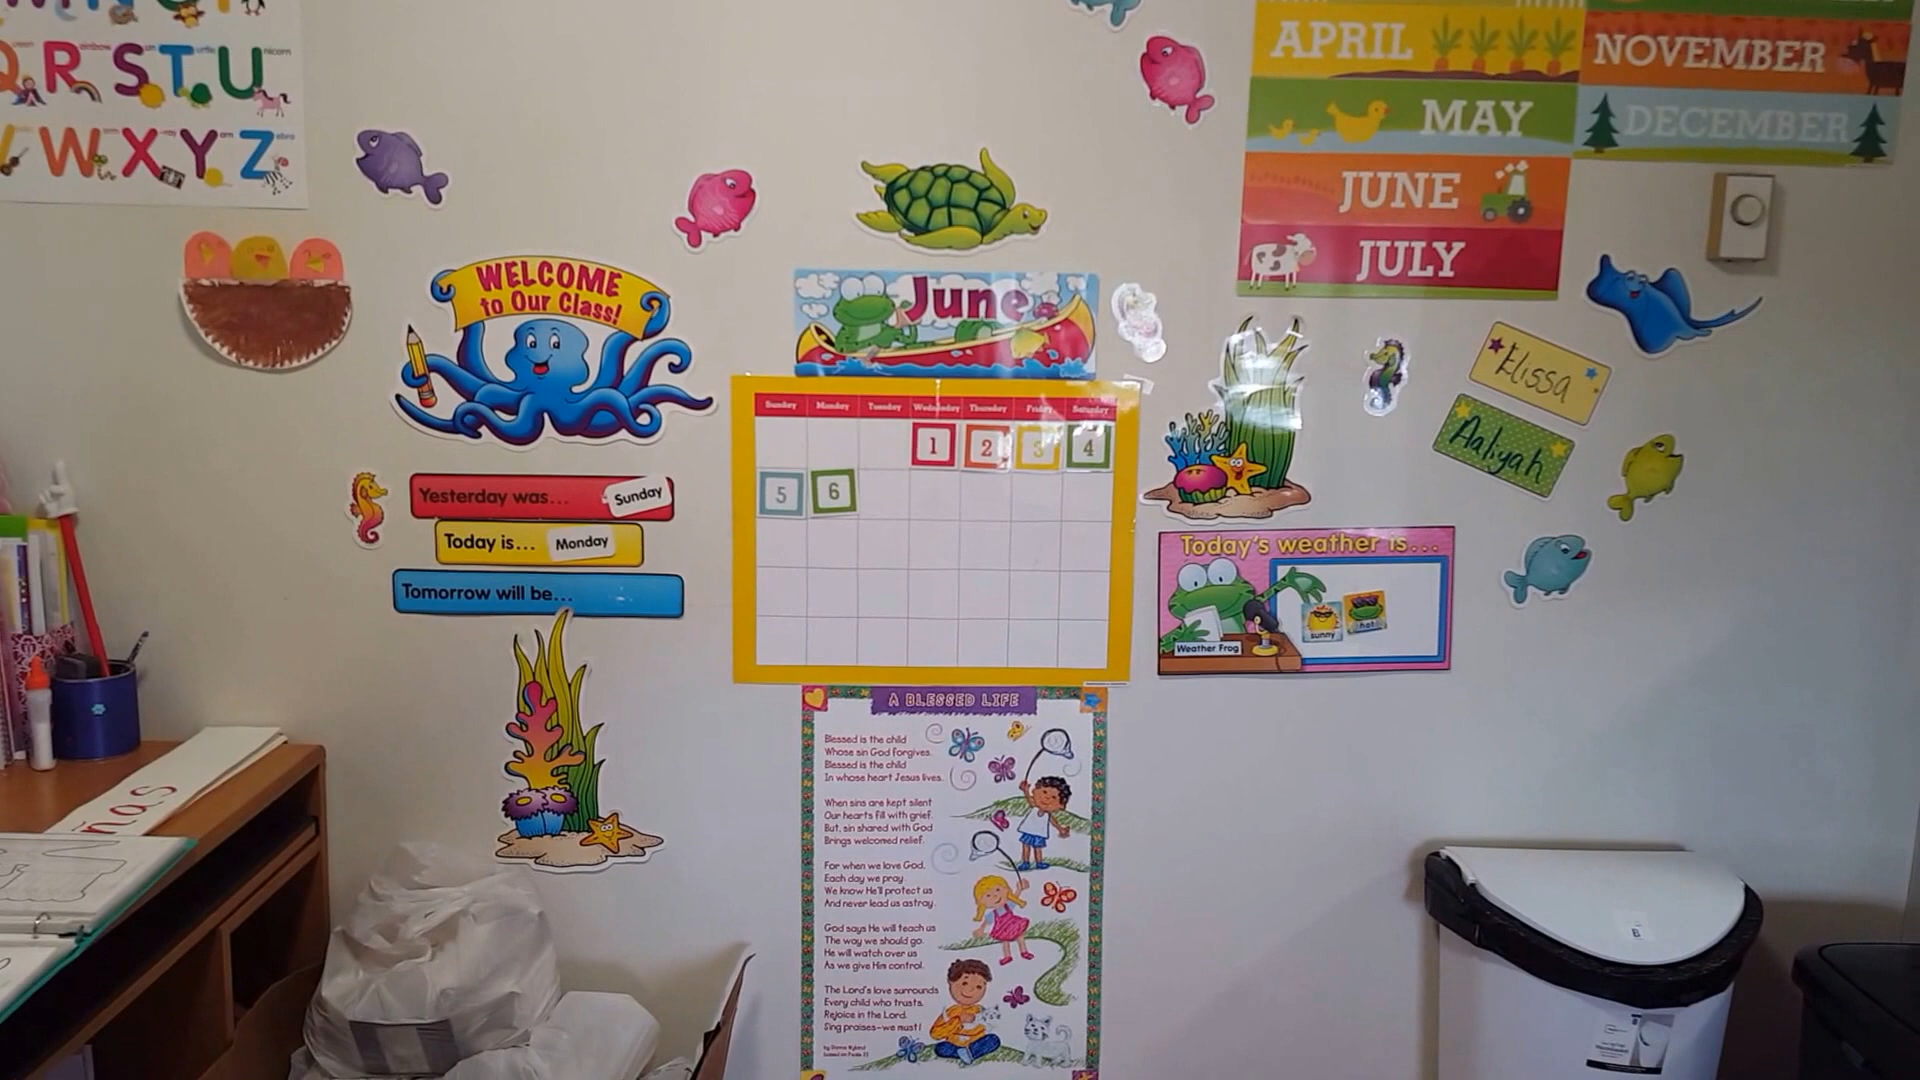 Q R S T U
W X Y Z
APRIL
MAY
JUNE
JULY
NOVEMBER
DECEMBER
WELCOME
to Our Class!
June
Sunday Monday Tuesday Wednesday Thursday Friday Saturday
1 2 3 4
5 6
Yesterday was... Sunday
Today is... Monday
Tomorrow will be...
Elissa
Aaliyah
Today's weather is...
sunny hot
Weather Frog
A BLESSED LIFE
Blessed is the child
Whose sin God forgives.
Blessed is the child
In whose heart Jesus lives.
When sins are kept silent
Our hearts fill with grief.
But, sin shared with God
Brings welcomed relief.
For when we love God,
Each day we pray
We know He'll protect us
And never lead us astray.
God says He will teach us
The way we should go.
He will watch over us
As we give Him control.
The Lord's love surrounds
Every child who trusts.
Rejoice in the Lord.
Sing praises-we must!
ñas
B